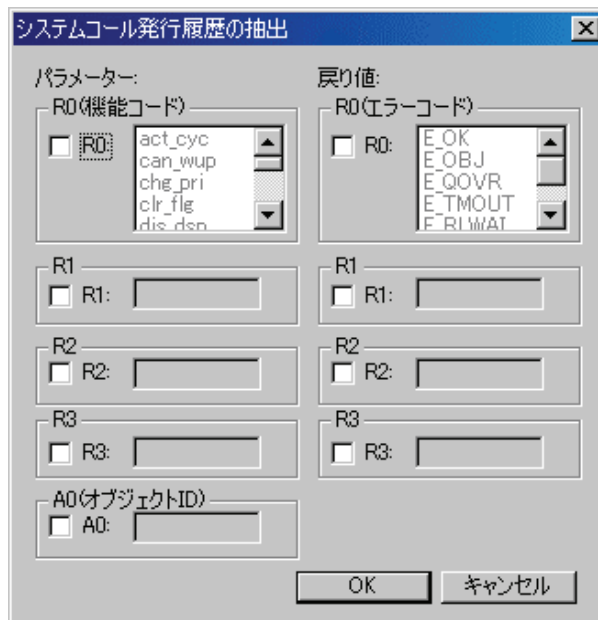 システムコール発行履歴の抽出
パラメーター:
R0(機能コード)
R0:
act_cyc
can_wup
chg_pri
clr_flg
dis_dsp
R1
R1:
R2
R2:
R3
R3:
A0(オブジェクトID)
A0:
戻り値:
R0(エラーコード)
R0:
E_OK
E_OBJ
E_QOVR
E_TMOUT
E_RLWAI
R1
R1:
R2
R2:
R3
R3:
OK
キャンセル